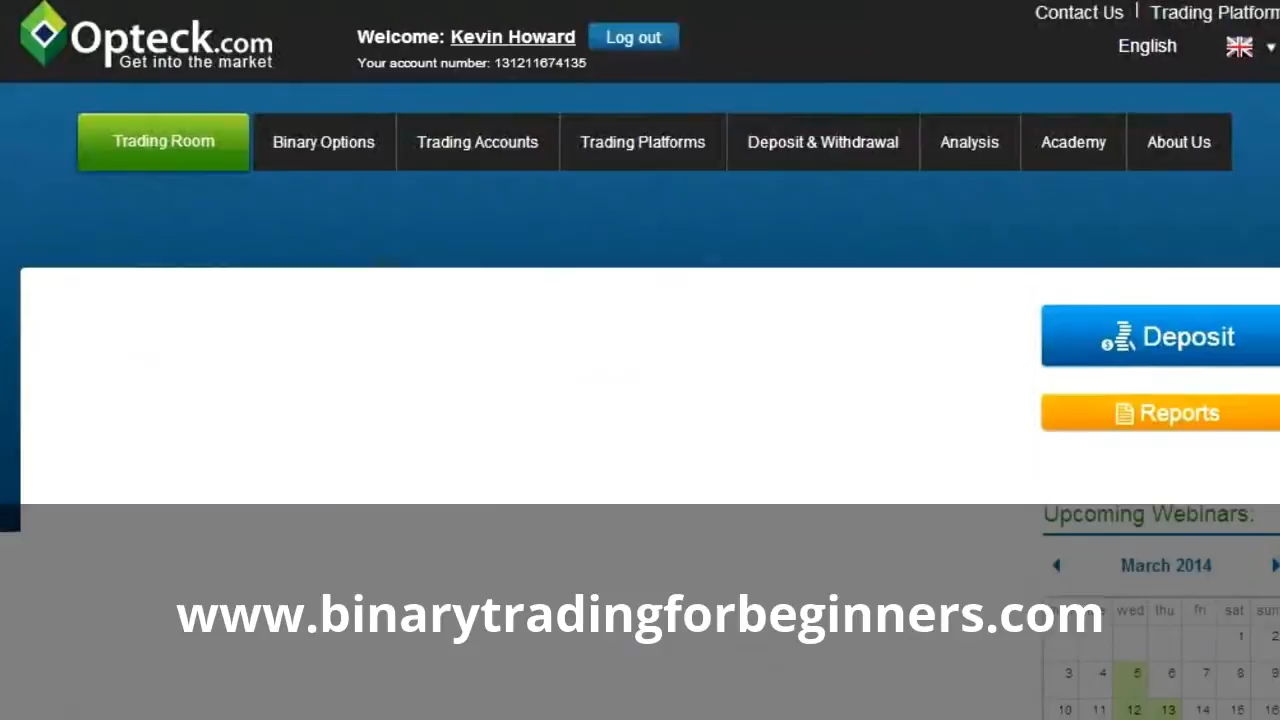 Opteck.com
Get into the market
Welcome: Kevin Howard
Log out
Your account number: 131211674135
Contact Us | Trading Platform
English
Trading Room
Binary Options
Trading Accounts
Trading Platforms
Deposit & Withdrawal
Analysis
Academy
About Us
Deposit
Reports
Upcoming Webinars:
March 2014
wed thu fri sat sun
1 2
3 4 5 6 7 8 9
10 11 12 13 14 15 16
www.binarytradingforbeginners.com